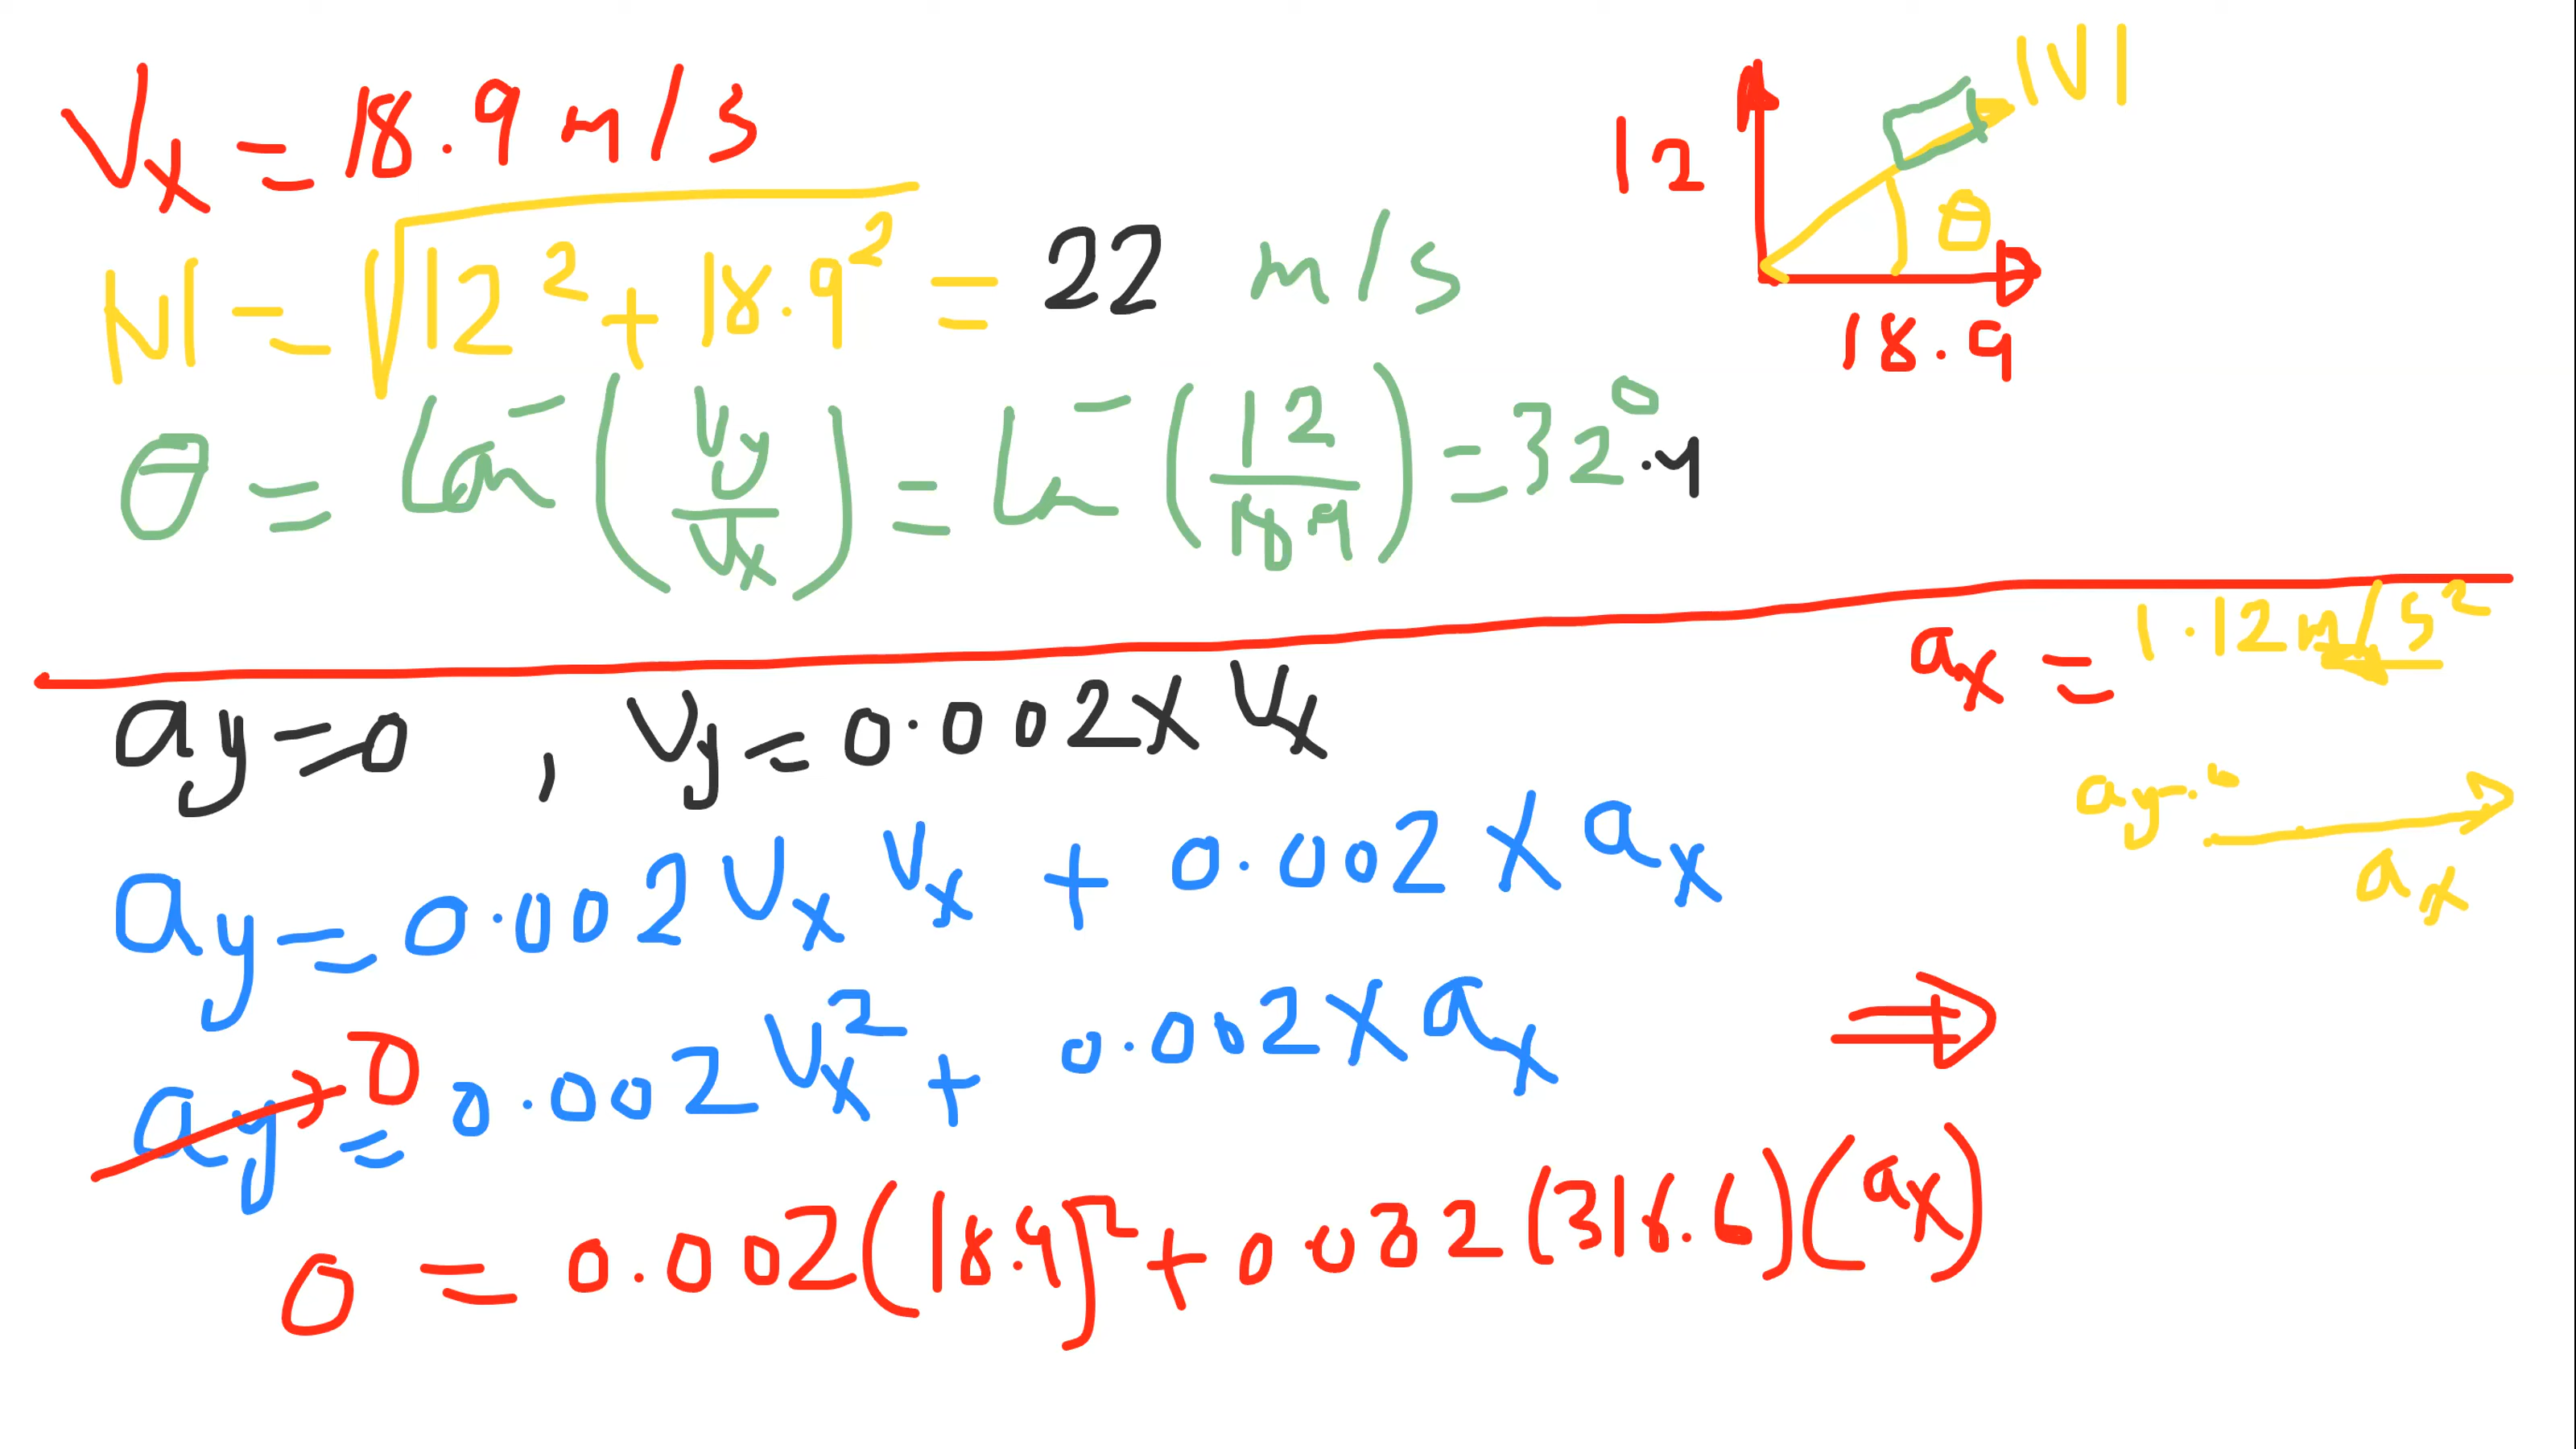 Vx = 18.9 m/s
|V| = √(12² + 18.9²) = 22 m/s
θ = tan⁻(Vy/Vx) = tan⁻(12/18.9) = 32.4°
|V|
12
θ
18.9
ax = 1.12 m/s²
ay=0 , Vy = 0.002x Vx
ay
ax
ay = 0.002 Vx Vx + 0.002 x ax
ay→0 = 0.002 Vx² + 0.002 x ax ⇒
0 = 0.002(18.9)² + 0.002(316.6)(ax)